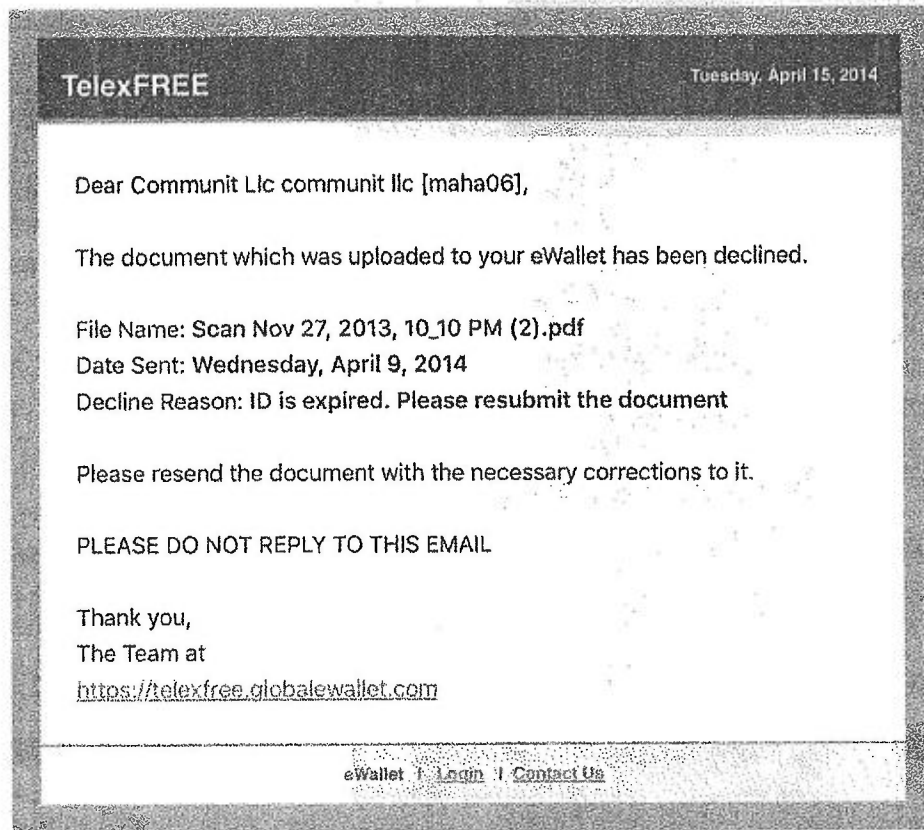 TelexFREE
Tuesday, April 15, 2014
Dear Communit Llc communit llc [maha06],
The document which was uploaded to your eWallet has been declined.
File Name: Scan Nov 27, 2013, 10_10 PM (2).pdf
Date Sent: Wednesday, April 9, 2014
Decline Reason: ID is expired. Please resubmit the document
Please resend the document with the necessary corrections to it.
PLEASE DO NOT REPLY TO THIS EMAIL
Thank you,
The Team at
https://telexfree.globalewallet.com
eWallet | Login | Contact Us